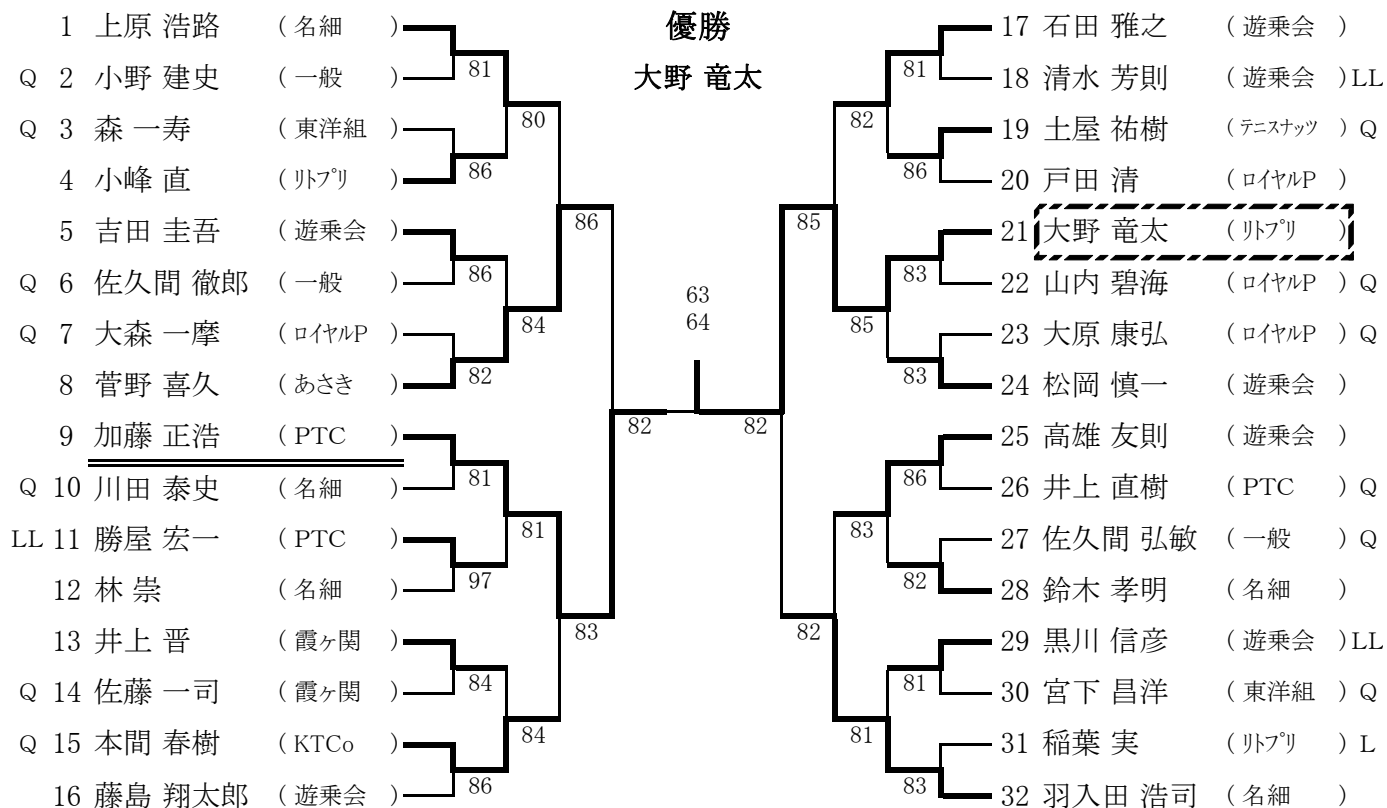 優勝
大野 竜太
1 上原 浩路 (名細)
Q 2 小野 建史 (一般)
Q 3 森 一寿 (東洋組)
4 小峰 直 (ﾘﾄﾌﾟﾘ)
5 吉田 圭吾 (遊乗会)
Q 6 佐久間 徹郎 (一般)
Q 7 大森 一摩 (ﾛｲﾔﾙP)
8 菅野 喜久 (あさき)
9 加藤 正浩 (PTC)
Q 10 川田 泰史 (名細)
LL 11 勝屋 宏一 (PTC)
12 林 崇 (名細)
13 井上 晋 (霞ヶ関)
Q 14 佐藤 一司 (霞ヶ関)
Q 15 本間 春樹 (KTCo)
16 藤島 翔太郎 (遊乗会)
81
86
86
82
81
97
84
86
80
84
81
84
86
83
82
63
64
82
85
82
82
85
83
81
81
86
83
83
86
82
81
83
17 石田 雅之 (遊乗会)
18 清水 芳則 (遊乗会) LL
19 土屋 祐樹 (ﾃﾆｽﾅｯﾂ) Q
20 戸田 清 (ﾛｲﾔﾙP)
21 大野 竜太 (ﾘﾄﾌﾟﾘ)
22 山内 碧海 (ﾛｲﾔﾙP) Q
23 大原 康弘 (ﾛｲﾔﾙP) Q
24 松岡 慎一 (遊乗会)
25 高雄 友則 (遊乗会)
26 井上 直樹 (PTC) Q
27 佐久間 弘敏 (一般) Q
28 鈴木 孝明 (名細)
29 黒川 信彦 (遊乗会) LL
30 宮下 昌洋 (東洋組) Q
31 稲葉 実 (ﾘﾄﾌﾟﾘ) L
32 羽入田 浩司 (名細)